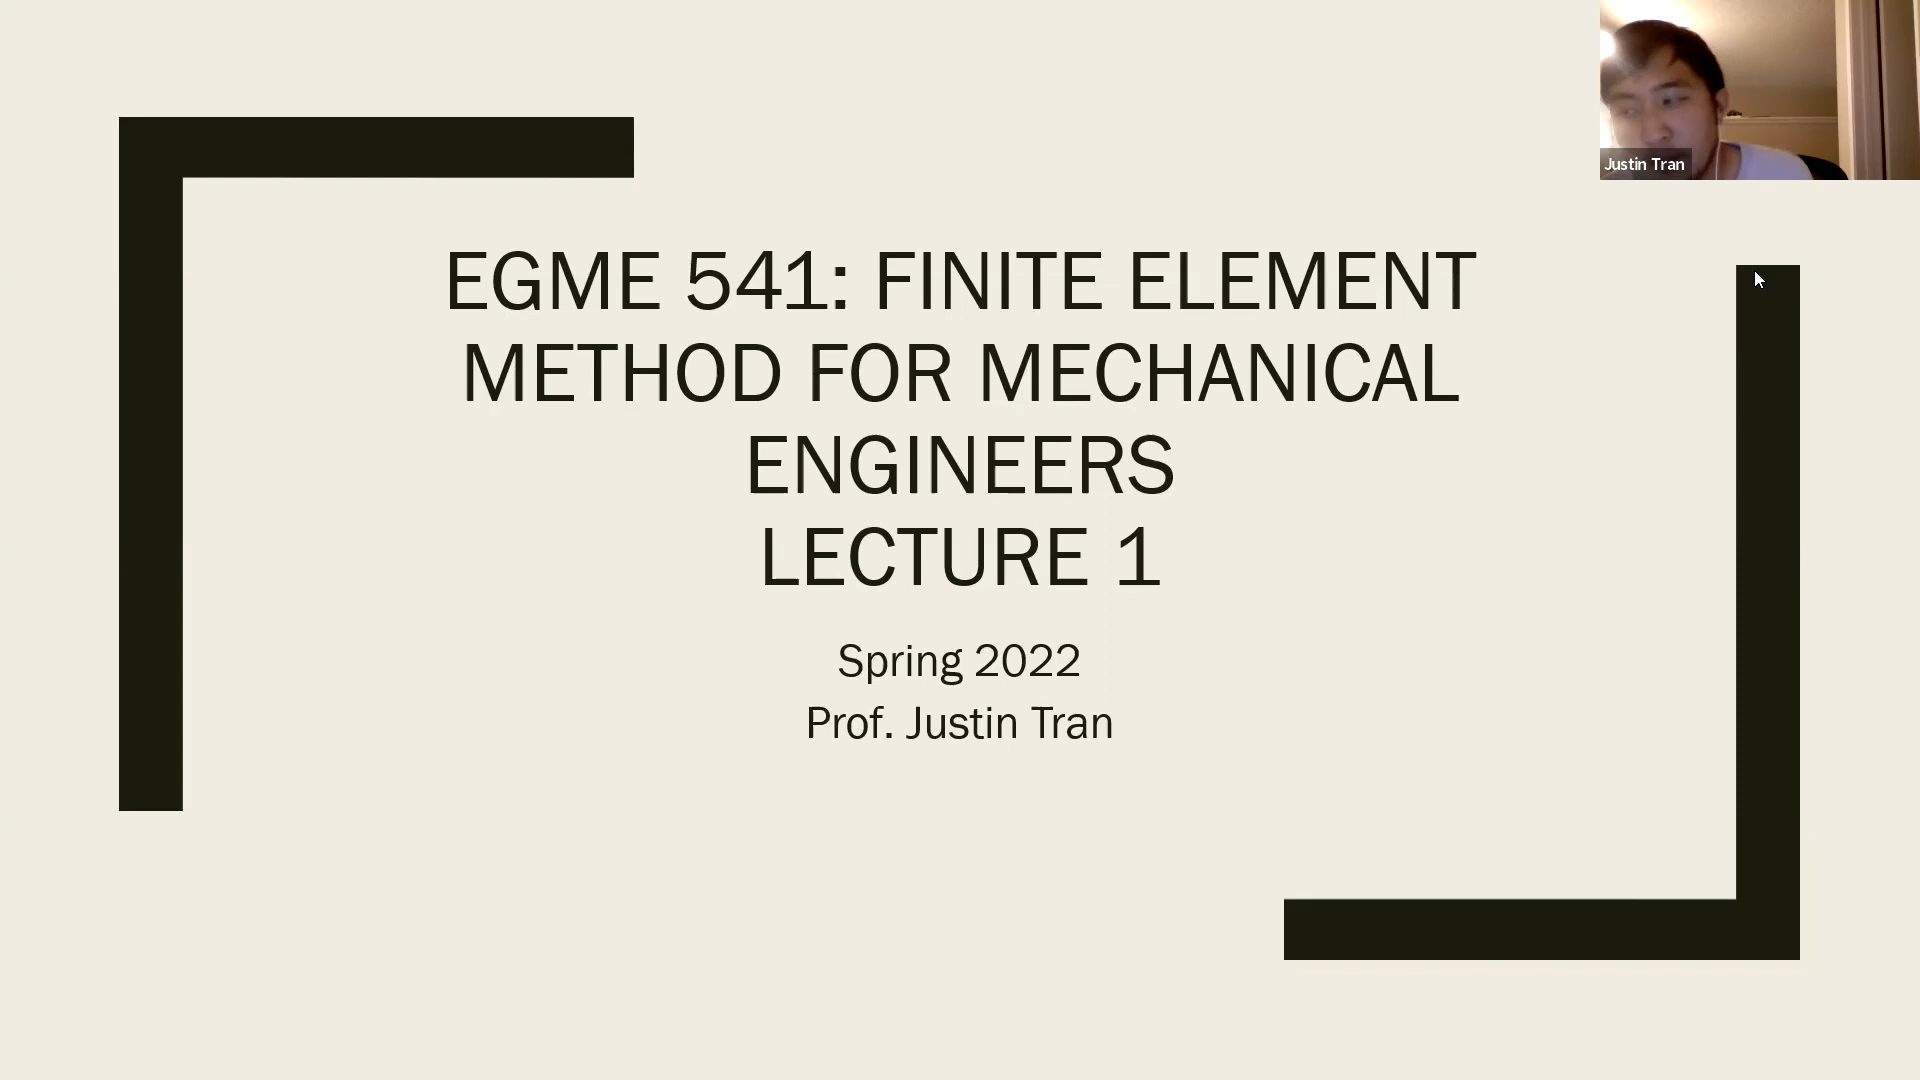 Justin Tran
EGME 541: FINITE ELEMENT
METHOD FOR MECHANICAL
ENGINEERS
LECTURE 1
Spring 2022
Prof. Justin Tran